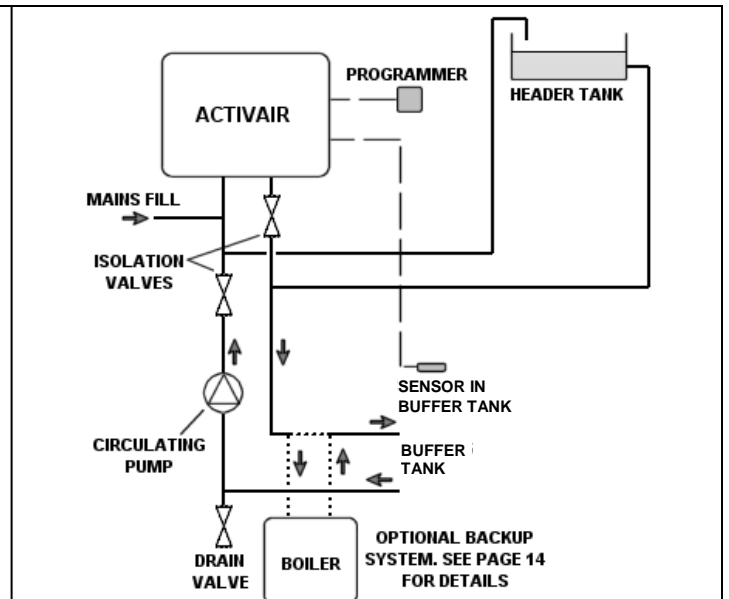 PROGRAMMER
HEADER TANK
ACTIVAIR
MAINS FILL
ISOLATION
VALVES
SENSOR IN
BUFFER TANK
CIRCULATING
PUMP
BUFFER
TANK
DRAIN
VALVE
BOILER
OPTIONAL BACKUP
SYSTEM. SEE PAGE 14
FOR DETAILS